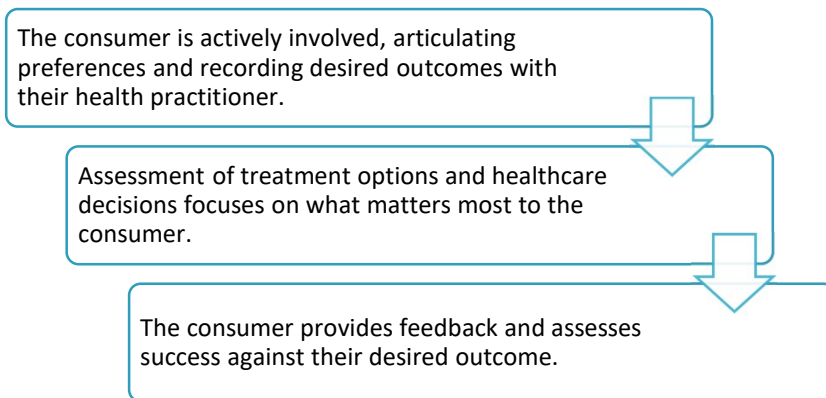 The consumer is actively involved, articulating
preferences and recording desired outcomes with
their health practitioner.
Assessment of treatment options and healthcare
decisions focuses on what matters most to the
consumer.
The consumer provides feedback and assesses
success against their desired outcome.